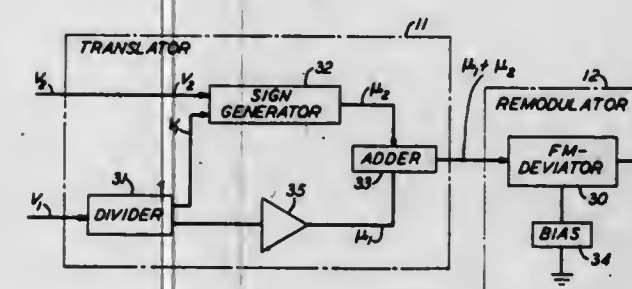 TRANSLATOR
11
V2
V2
32
SIGN GENERATOR
μ2
μ1 + μ2
12
REMODULATOR
V
31
V1
DIVIDER
35
μ1
ADDER
33
FM-DEVIATOR
30
BIAS
34